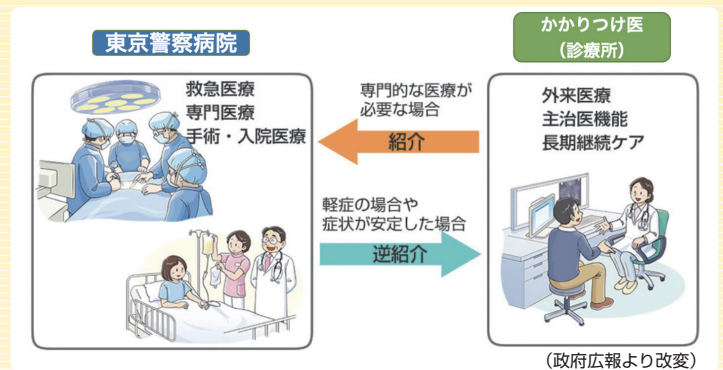 東京警察病院
救急医療
専門医療
手術・入院医療
専門的な医療が
必要な場合
紹介
軽症の場合や
症状が安定した場合
逆紹介
かかりつけ医
（診療所）
外来医療
主治医機能
長期継続ケア
（政府広報より改変）